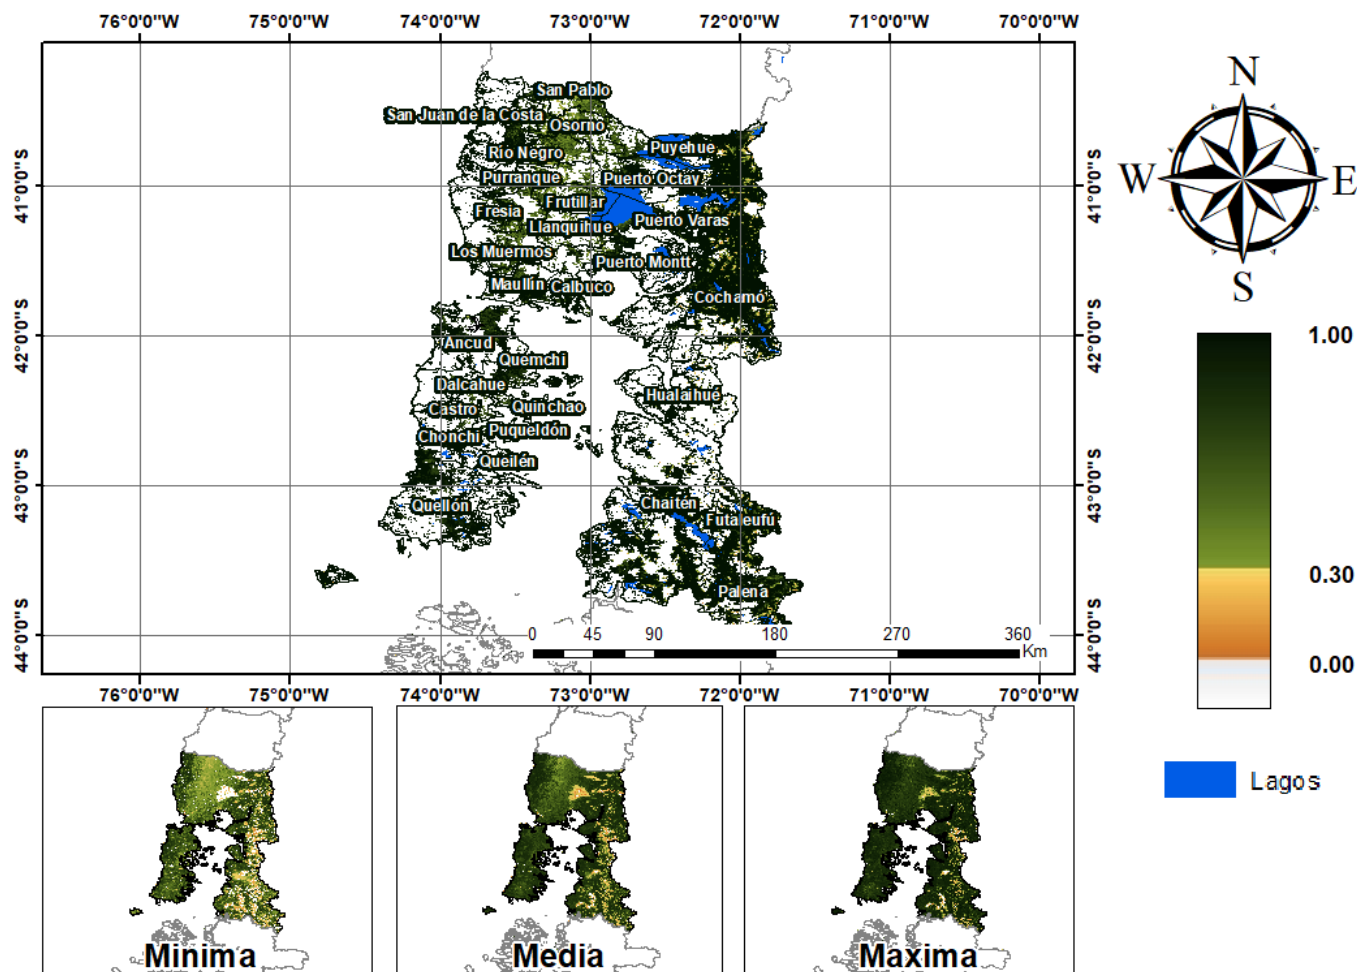 76°0'0"W 75°0'0"W 74°0'0"W 73°0'0"W 72°0'0"W 71°0'0"W 70°0'0"W
41°0'0"S
42°0'0"S
43°0'0"S
44°0'0"S
San Pablo
San Juan de la Costa
Osorno
Río Negro
Puyehue
Purranque
Puerto Octay
Fresia
Frutillar
Llanquihue
Puerto Varas
Los Muermos
Puerto Montt
Maullín
Calbuco
Cochamó
Ancud
Quemchi
Dalcahue
Hualaihué
Castro
Quinchao
Chonchi
Puqueldón
Queilén
Quellón
Chaitén
Futaleufú
Palena
0 45 90 180 270 360
Km
41°0'0"S
42°0'0"S
43°0'0"S
44°0'0"S
76°0'0"W 75°0'0"W 74°0'0"W 73°0'0"W 72°0'0"W 71°0'0"W 70°0'0"W
N
W E
S
1.00
0.30
0.00
Lagos
Minima
Media
Maxima